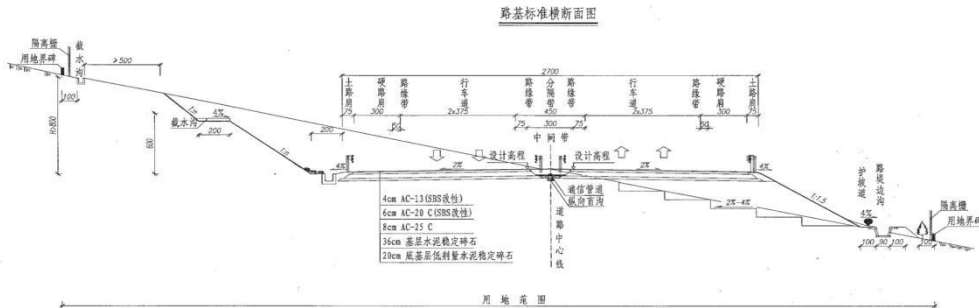 路基标准横断面图
隔离栅
用地界碑
截水沟
≥500
100
H>800
1:n
4%
截水沟
200
600
200
1:n
2700
土路肩
硬路肩
路缘带
行车道
路缘带
分隔带
路缘带
行车道
路缘带
硬路肩
土路肩
75
300
50
2x375
75
450
300
75
2x375
50
300
75
中间带
4%
2%
设计高程
设计高程
2%
4%
4cm AC-13(SBS改性)
6cm AC-20 C(SBS改性)
8cm AC-25 C
36cm 基层水泥稳定碎石
20cm 底基层低剂量水泥稳定碎石
通信管道
纵向盲沟
道路中心线
2%-4%
1:1.5
护坡道
路堤边沟
4%
隔离栅
用地界碑
100
90
100
100
用地范围